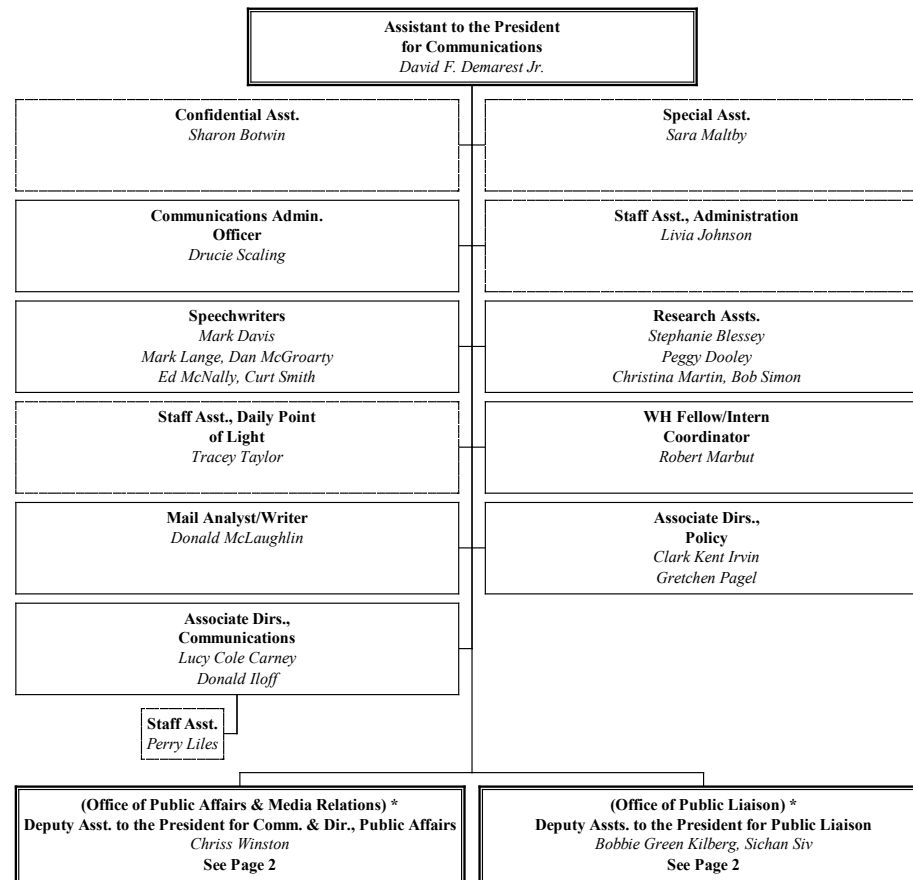 Assistant to the President
for Communications
David F. Demarest Jr.
Confidential Asst.
Sharon Botwin
Special Asst.
Sara Maltby
Communications Admin.
Officer
Drucie Scaling
Staff Asst., Administration
Livia Johnson
Speechwriters
Mark Davis
Mark Lange, Dan McGroarty
Ed McNally, Curt Smith
Research Assts.
Stephanie Blessey
Peggy Dooley
Christina Martin, Bob Simon
Staff Asst., Daily Point
of Light
Tracey Taylor
WH Fellow/Intern
Coordinator
Robert Marbut
Mail Analyst/Writer
Donald McLaughlin
Associate Dirs.,
Policy
Clark Kent Irvin
Gretchen Pagel
Associate Dirs.,
Communications
Lucy Cole Carney
Donald Iloff
Staff Asst.
Perry Liles
(Office of Public Affairs & Media Relations) *
Deputy Asst. to the President for Comm. & Dir., Public Affairs
Chriss Winston
See Page 2
(Office of Public Liaison) *
Deputy Assts. to the President for Public Liaison
Bobbie Green Kilberg, Sichan Siv
See Page 2